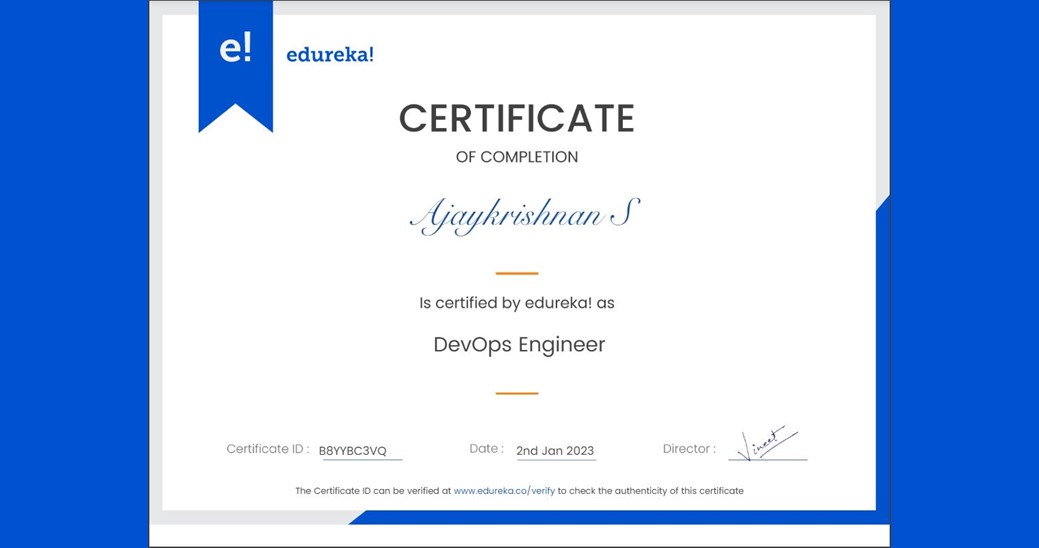 e!
edureka!
CERTIFICATE
OF COMPLETION
Ajaykrishnan S
Is certified by edureka! as
DevOps Engineer
Certificate ID : B8YYBC3VQ Date : 2nd Jan 2023 Director : Vineet
The Certificate ID can be verified at www.edureka.co/verify to check the authenticity of this certificate